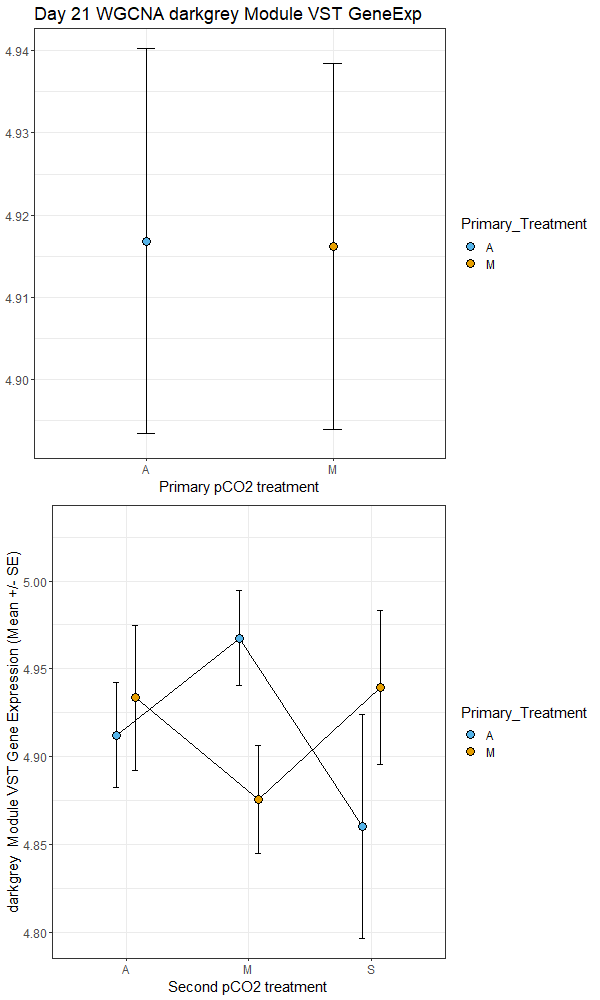 Day 21 WGCNA darkgrey Module VST GeneExp
4.94
4.93
4.92
4.91
4.90
A
M
Primary pCO2 treatment
Primary_Treatment
A
M
darkgrey  Module VST Gene Expression (Mean +/- SE)
5.00
4.95
4.90
4.85
4.80
A
M
S
Second pCO2 treatment
Primary_Treatment
A
M